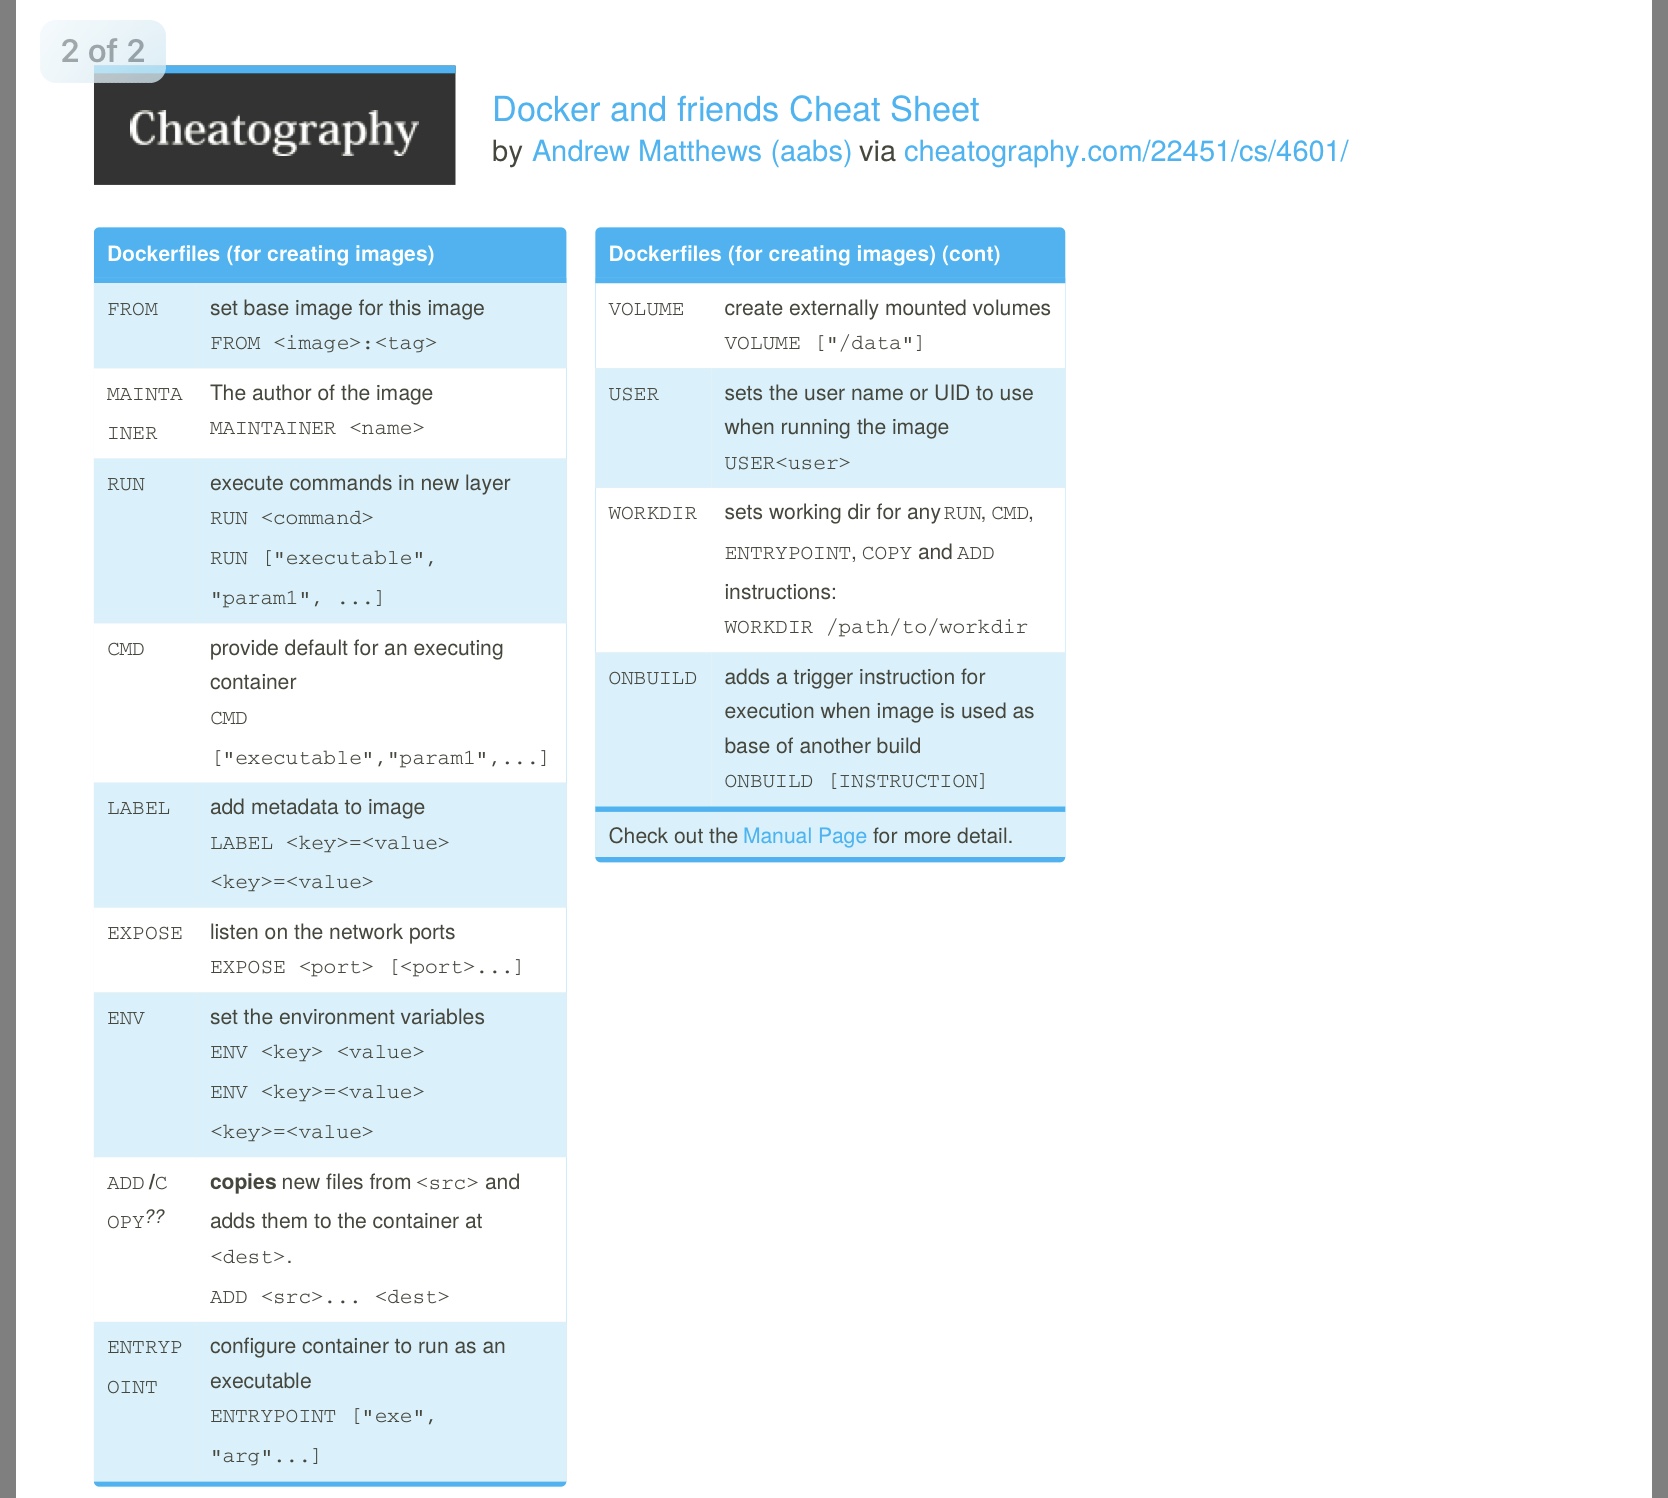 2 of 2
Cheatography
Docker and friends Cheat Sheet
by Andrew Matthews (aabs) via cheatography.com/22451/cs/4601/
Dockerfiles (for creating images)
FROM
set base image for this image
FROM <image>:<tag>
MAINTA
INER
The author of the image
MAINTAINER <name>
RUN
execute commands in new layer
RUN <command>
RUN ["executable",
"param1", ...]
CMD
provide default for an executing
container
CMD
["executable","param1",...]
LABEL
add metadata to image
LABEL <key>=<value>
<key>=<value>
EXPOSE
listen on the network ports
EXPOSE <port> [<port>...]
ENV
set the environment variables
ENV <key> <value>
ENV <key>=<value>
<key>=<value>
ADD/C
OPY??
copies new files from <src> and
adds them to the container at
<dest>.
ADD <src>... <dest>
ENTRYP
OINT
configure container to run as an
executable
ENTRYPOINT ["exe",
"arg"...]
Dockerfiles (for creating images) (cont)
VOLUME
create externally mounted volumes
VOLUME ["/data"]
USER
sets the user name or UID to use
when running the image
USER<user>
WORKDIR
sets working dir for any RUN, CMD,
ENTRYPOINT, COPY and ADD
instructions:
WORKDIR /path/to/workdir
ONBUILD
adds a trigger instruction for
execution when image is used as
base of another build
ONBUILD [INSTRUCTION]
Check out the Manual Page for more detail.